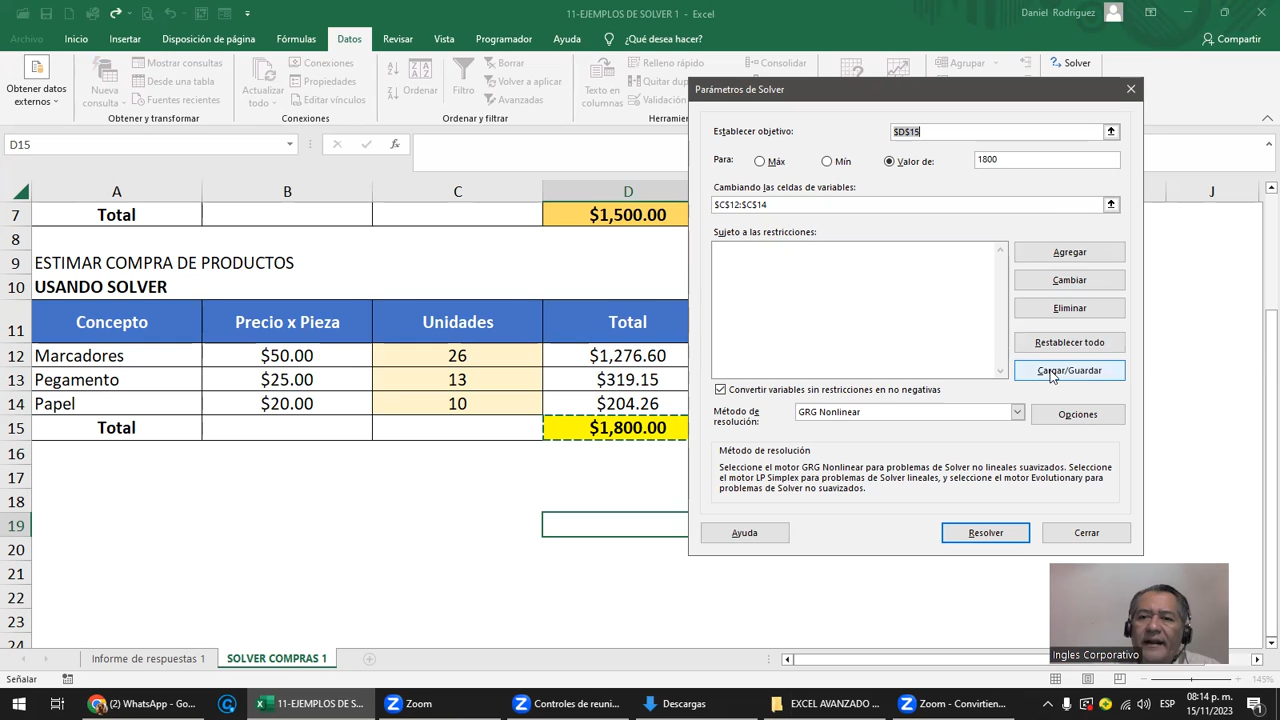 11-EJEMPLOS DE SOLVER 1 — Excel
Daniel Rodriguez
Archivo Inicio Insertar Disposición de página Fórmulas Datos Revisar Vista Programador Ayuda ¿Qué desea hacer? Compartir
Obtener datos
externos
Nueva
consulta
Mostrar consultas
Desde una tabla
Fuentes recientes
Obtener y transformar
Actualizar
todo
Conexiones
Propiedades
Editar vínculos
Conexiones
Ordenar
Filtro
Borrar
Volver a aplicar
Avanzadas
Ordenar y filtrar
Texto en
columnas
Relleno rápido
Quitar dup
Validación
Herramien
Consolidar
Agrupar
Solver
D15
fx
A B C D J
7 Total $1,500.00
8
9 ESTIMAR COMPRA DE PRODUCTOS
10 USANDO SOLVER
11 Concepto Precio x Pieza Unidades Total
12 Marcadores $50.00 26 $1,276.60
13 Pegamento $25.00 13 $319.15
14 Papel $20.00 10 $204.26
15 Total $1,800.00
16
17
18
19
20
21
22
23
24
Parámetros de Solver
Establecer objetivo: $D$15
Para: Máx Mín Valor de: 1800
Cambiando las celdas de variables:
$C$12:$C$14
Sujeto a las restricciones:
Agregar
Cambiar
Eliminar
Restablecer todo
Cargar/Guardar
Convertir variables sin restricciones en no negativas
Método de
resolución:
GRG Nonlinear
Opciones
Método de resolución
Seleccione el motor GRG Nonlinear para problemas de Solver no lineales suavizados. Seleccione
el motor LP Simplex para problemas de Solver lineales, y seleccione el motor Evolutionary para
problemas de Solver no suavizados.
Ayuda Resolver Cerrar
Ingles Corporativo
Informe de respuestas 1 SOLVER COMPRAS 1
Señalar
145%
(2) WhatsApp - Go...
11-EJEMPLOS DE S...
Zoom
Controles de reuni...
Descargas
EXCEL AVANZADO ...
Zoom - Convirtien...
ESP
08:14 p. m.
15/11/2023